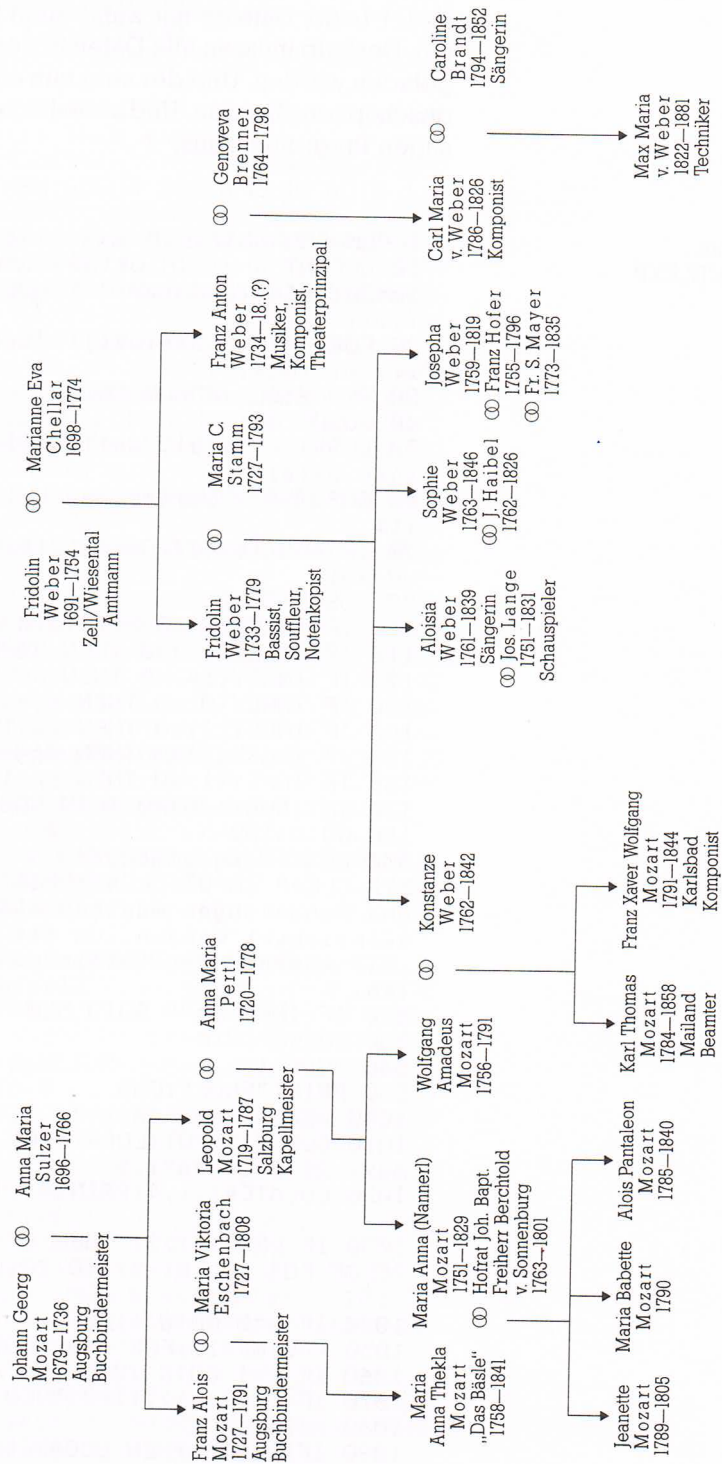 Johann Georg
Mozart
1679—1736
Augsburg
Buchbindermeister
Anna Maria
Sulzer
1696—1766
Franz Alois
Mozart
1727—1791
Augsburg
Buchbindermeister
Maria Viktoria
Eschenbach
1727—1808
Leopold
Mozart
1719—1787
Salzburg
Kapellmeister
Anna Maria
Pertl
1720—1778
Maria
Anna Thekla
Mozart
„Das Bäsle“
1758—1841
Maria Anna (Nannerl)
Mozart
1751—1829
Hofrat Joh. Bapt.
Freiherr Berchtold
v. Sonnenburg
1763—1801
Wolfgang
Amadeus
Mozart
1756—1791
Konstanze
Weber
1762—1842
Jeanette
Mozart
1789—1805
Maria Babette
Mozart
1790
Alois Pantaleon
Mozart
1785—1840
Karl Thomas
Mozart
1784—1858
Mailand
Beamter
Franz Xaver Wolfgang
Mozart
1791—1844
Karlsbad
Komponist
Fridolin
Weber
1691—1754
Zell/Wiesental
Amtmann
Marianne Eva
Chellar
1698—1774
Fridolin
Weber
1733—1779
Bassist,
Souffleur,
Notenkopist
Maria C.
Stamm
1727—1793
Franz Anton
Weber
1734—18..(?)
Musiker,
Komponist,
Theaterprinzipal
Genoveva
Brenner
1764—1798
Aloisia
Weber
1761—1839
Sängerin
Jos. Lange
1751—1831
Schauspieler
Sophie
Weber
1763—1846
J. Haibel
1762—1826
Josepha
Weber
1759—1819
Franz Hofer
1755—1796
Fr. S. Mayer
1773—1835
Carl Maria
v. Weber
1786—1826
Komponist
Caroline
Brandt
1794—1852
Sängerin
Max Maria
v. Weber
1822—1881
Techniker